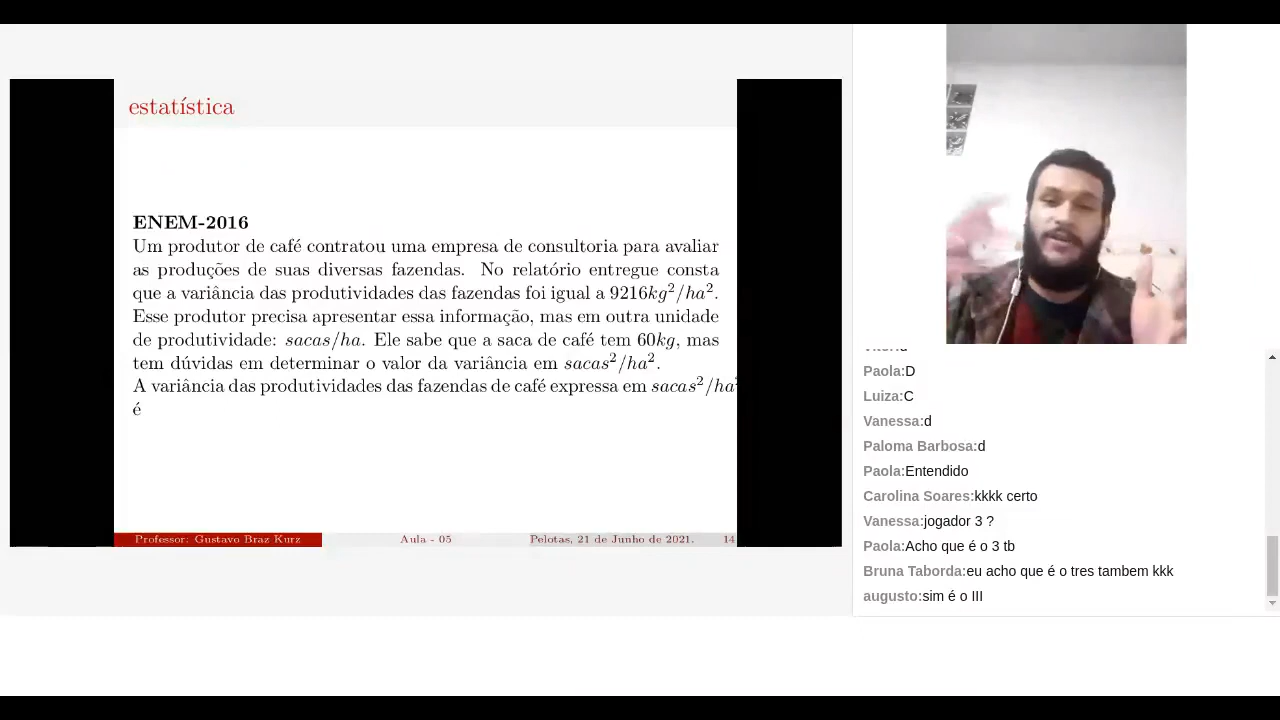 estatística
ENEM-2016
Um produtor de café contratou uma empresa de consultoria para avaliar
as produções de suas diversas fazendas. No relatório entregue consta
que a variância das produtividades das fazendas foi igual a 9216kg²/ha².
Esse produtor precisa apresentar essa informação, mas em outra unidade
de produtividade: sacas/ha. Ele sabe que a saca de café tem 60kg, mas
tem dúvidas em determinar o valor da variância em sacas²/ha².
A variância das produtividades das fazendas de café expressa em sacas²/ha²
é
Professor: Gustavo Braz Kurz Aula - 05 Pelotas, 21 de Junho de 2021. 14
Paola:D
Luiza:C
Vanessa:d
Paloma Barbosa:d
Paola:Entendido
Carolina Soares:kkkk certo
Vanessa:jogador 3 ?
Paola:Acho que é o 3 tb
Bruna Taborda:eu acho que é o tres tambem kkk
augusto:sim é o III